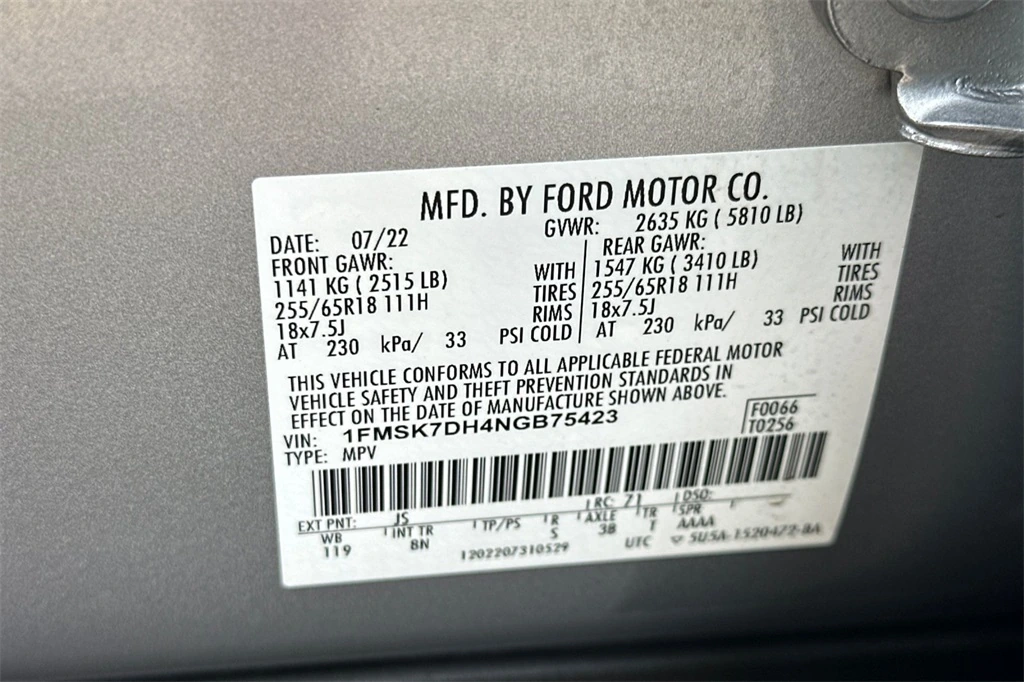 MFD. BY FORD MOTOR CO.
DATE: 07/22 GVWR: 2635 KG ( 5810 LB)
FRONT GAWR: REAR GAWR:
1141 KG ( 2515 LB) WITH 1547 KG ( 3410 LB) WITH
255/65R18 111H TIRES 255/65R18 111H TIRES
18x7.5J RIMS 18x7.5J RIMS
AT 230 kPa/ 33 PSI COLD AT 230 kPa/ 33 PSI COLD
THIS VEHICLE CONFORMS TO ALL APPLICABLE FEDERAL MOTOR
VEHICLE SAFETY AND THEFT PREVENTION STANDARDS IN
EFFECT ON THE DATE OF MANUFACTURE SHOWN ABOVE.
VIN: 1FMSK7DH4NGB75423 F0066
TYPE: MPV T0256
EXT PNT: JS RC: 71 DSO:
WB INT TR TP/PS R AXLE TR SPR
119 8N S 38 T AAAA
1202207310529 UTC 5U5A-1520472-BA